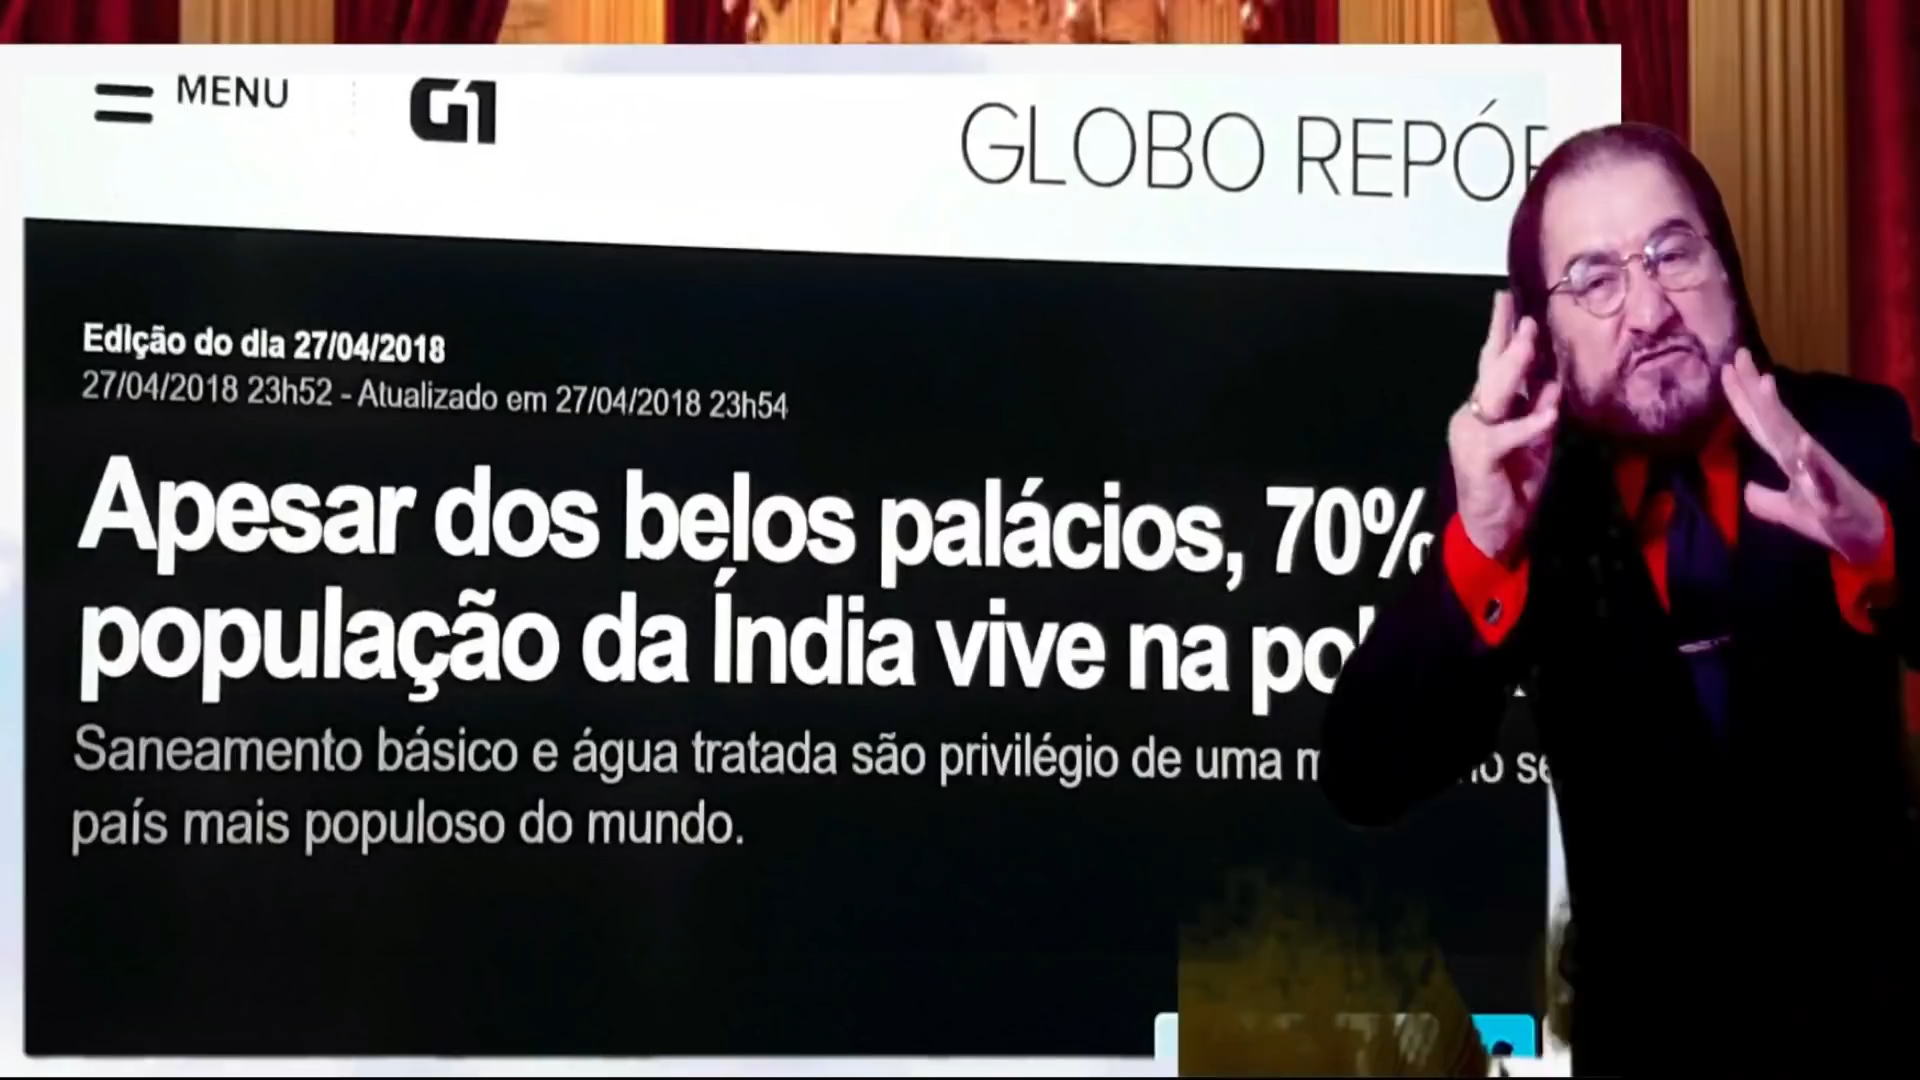 MENU
G1
GLOBO
Edição do dia 27/04/2018
27/04/2018 23h52 - Atualizado em 27/04/2018 23h54
Apesar dos belos palácios, 70%
população da Índia vive na
Saneamento básico e água tratada são privilégio de uma
país mais populoso do mundo.